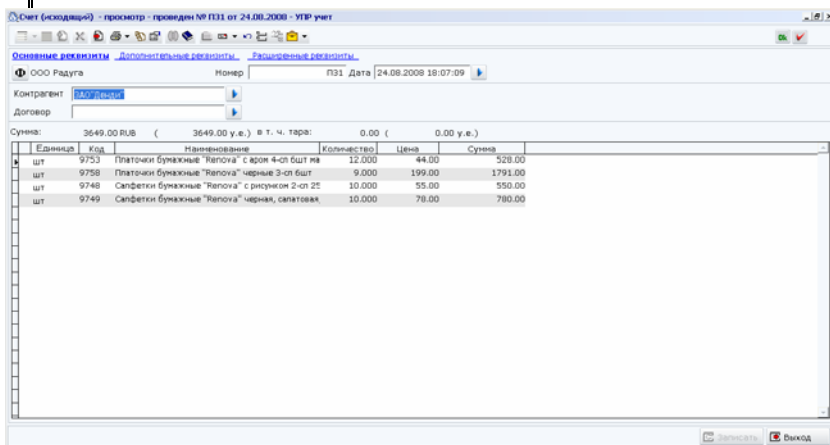 Счет (исходящий) - просмотр - проведен № П31 от 24.08.2008 - УПР учет
Ok
Основные реквизиты Дополнительные реквизиты Расширенные реквизиты
Ф ООО Радуга Номер П31 Дата 24.08.2008 18:07:09
Контрагент ЗАО"Денди"
Договор
Сумма: 3649.00 RUB ( 3649.00 у.е.) в т. ч. тара: 0.00 ( 0.00 у.е.)
Единица Код Наименование Количество Цена Сумма
шт 9753 Платочки бумажные "Renova" с аром 4-сл 6шт ма 12.000 44.00 528.00
шт 9758 Платочки бумажные "Renova" черные 3-сл 6шт 9.000 199.00 1791.00
шт 9748 Салфетки бумажные "Renova" с рисунком 2-сл 25 10.000 55.00 550.00
шт 9749 Салфетки бумажные "Renova" черная, салатовая, 10.000 78.00 780.00
Записать Выход